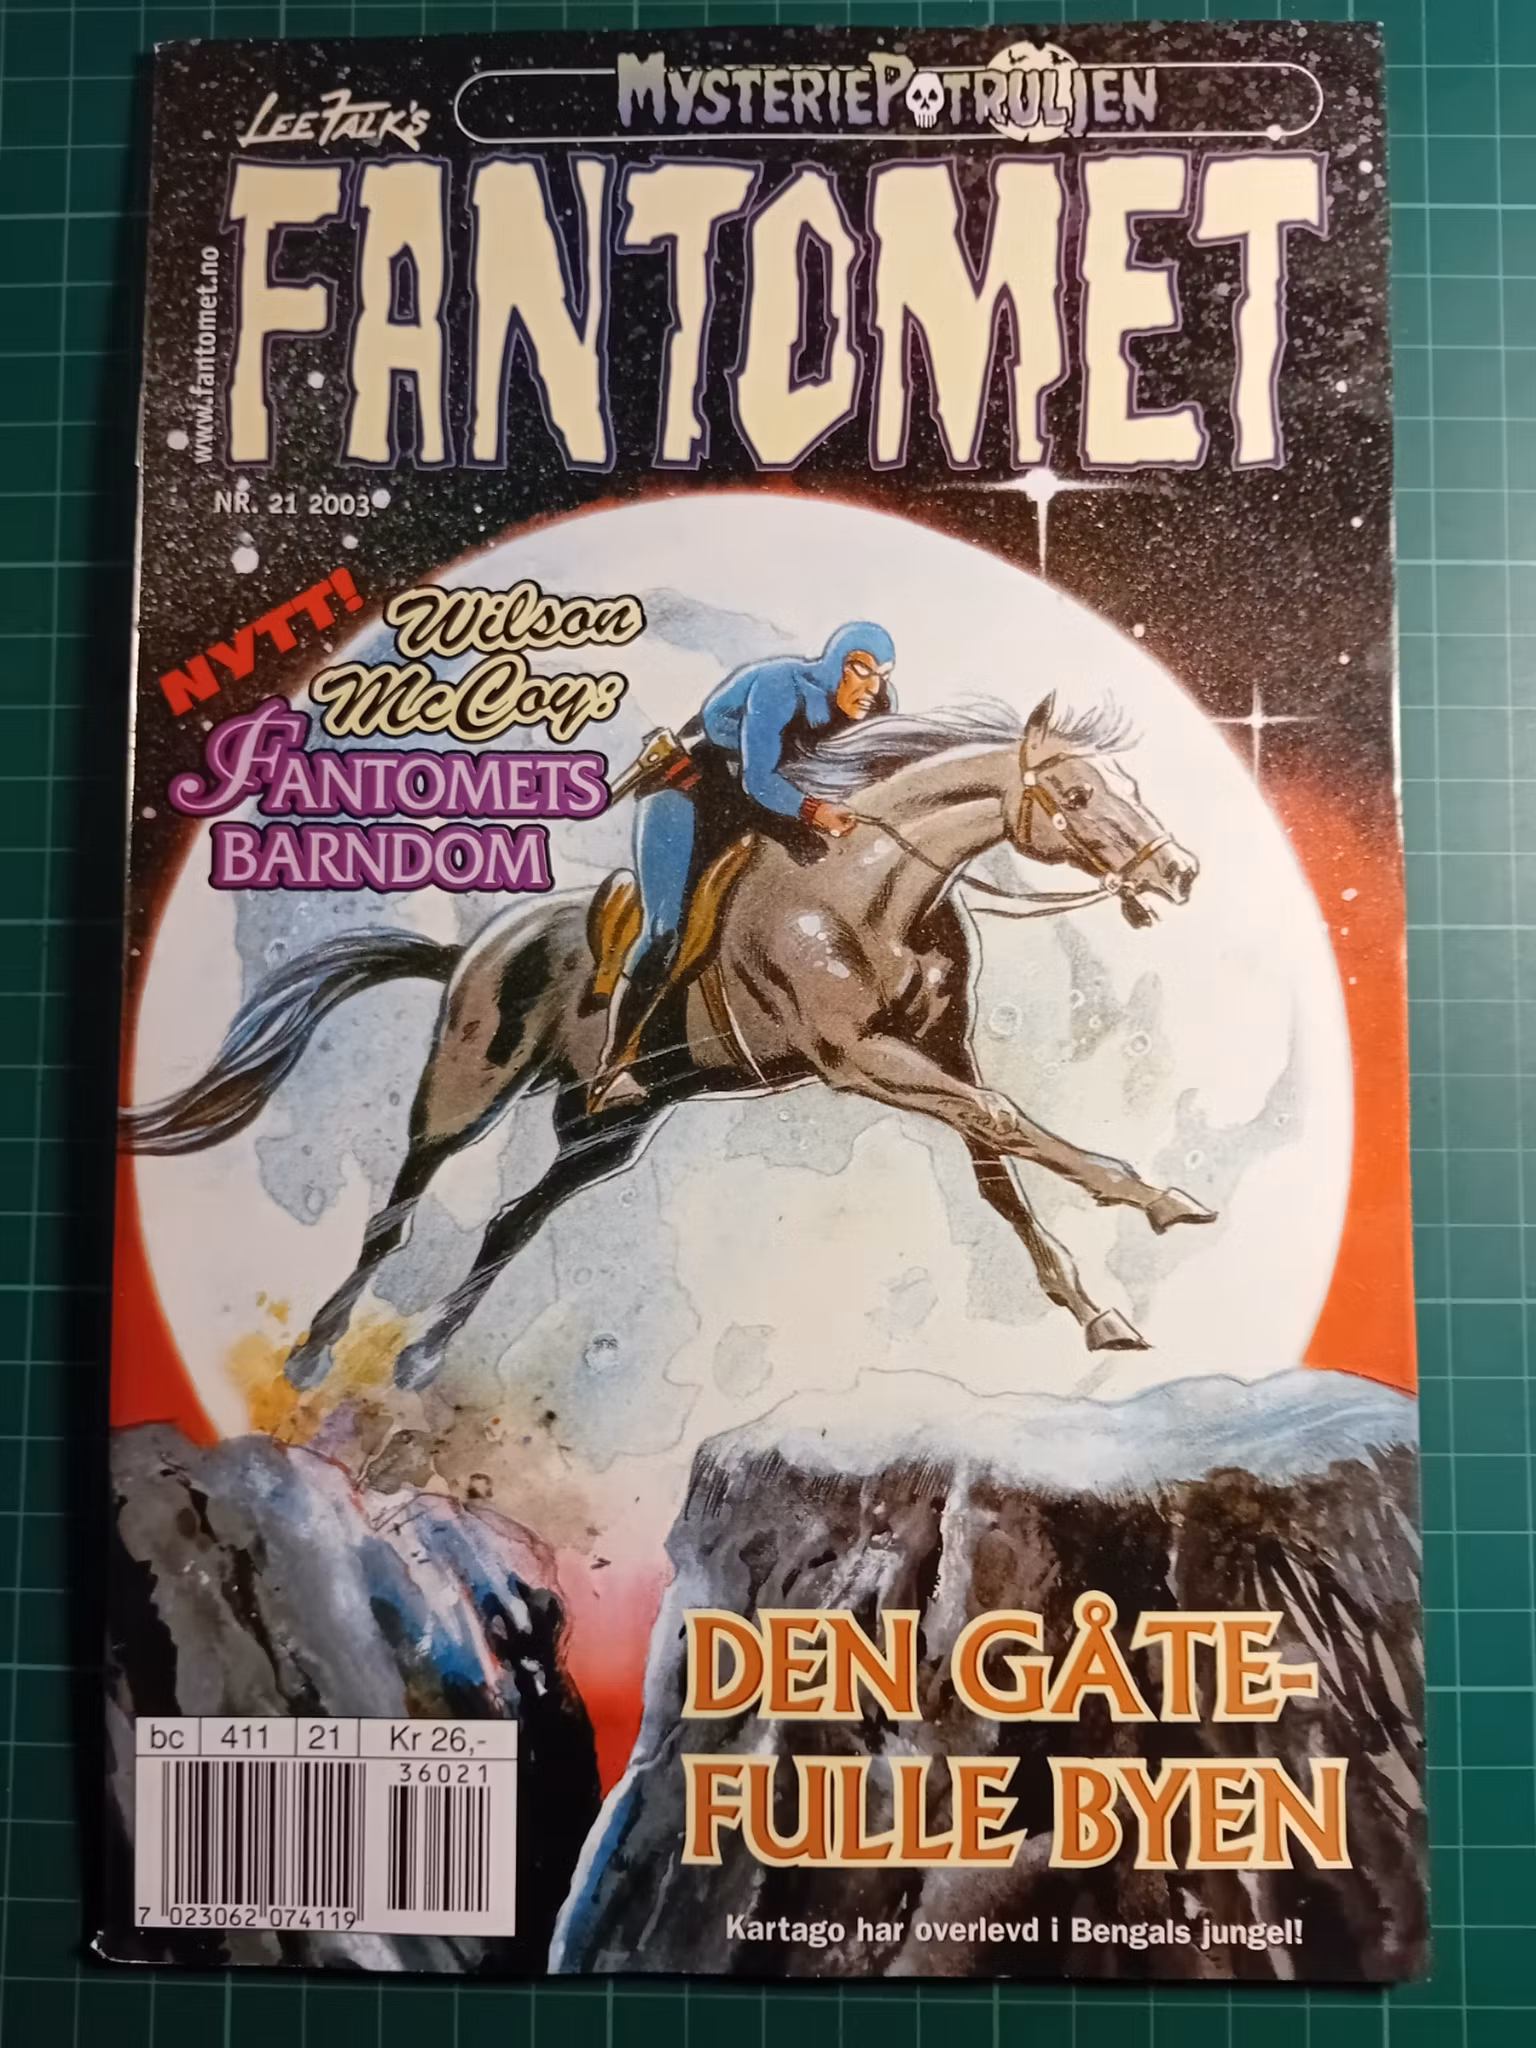 MYSTERIEPATRULJEN
LEE FALK'S
FANTOMET
www.fantomet.no
NR. 21 2003
NYTT!
Wilson
McCoys
FANTOMETS
BARNDOM
DEN GÅTE-
FULLE BYEN
bc 411 21 Kr 26,-
36021
7 023062 074119
Kartago har overlevd i Bengals jungel!